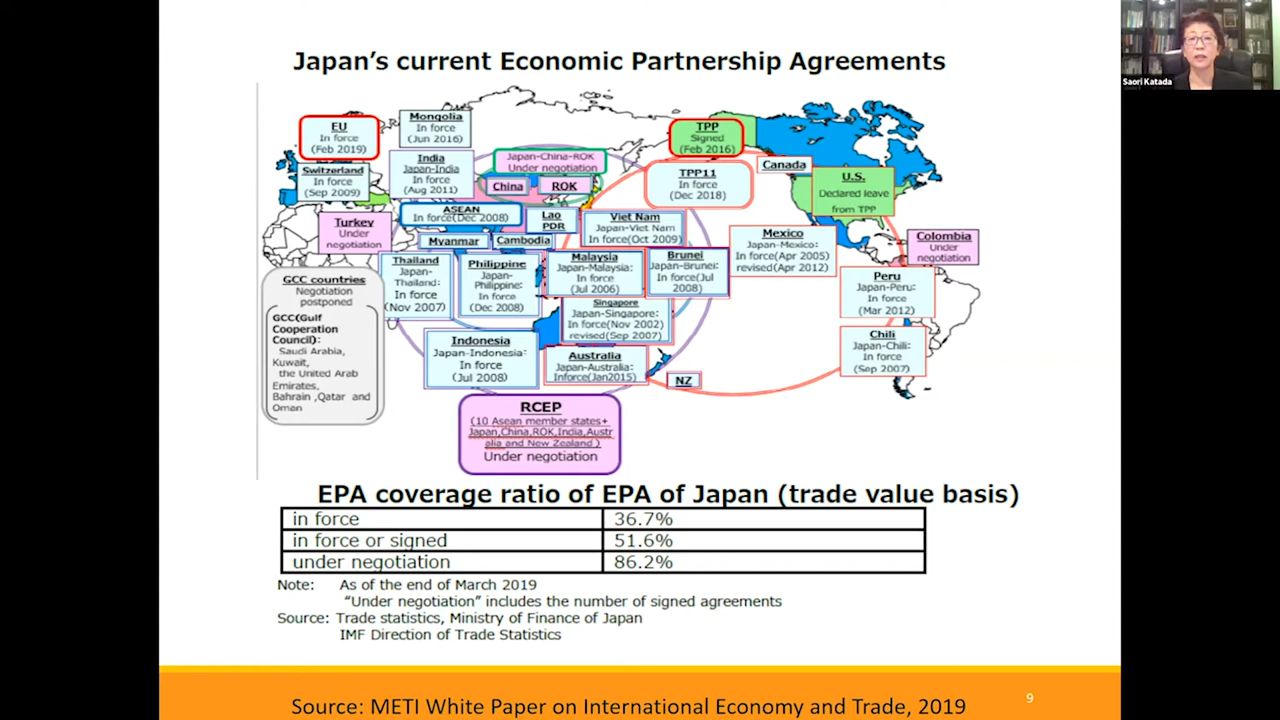 Saori Katada
Japan's current Economic Partnership Agreements
EU
In force
(Feb 2019)
Mongolia
In force
(Jun 2016)
TPP
Signed
(Feb 2016)
Switzerland
In force
(Sep 2009)
India
Japan-India
In force
(Aug 2011)
Japan-China-ROK
Under negotiation
China
ROK
TPP11
In force
(Dec 2018)
Canada
U.S.
Declared leave
from TPP
ASEAN
In force(Dec 2008)
Lao
PDR
Turkey
Under
negotiation
Myanmar
Cambodia
Viet Nam
Japan-Viet Nam
In force(Oct 2009)
Mexico
Japan-Mexico:
In force(Apr 2005)
revised(Apr 2012)
Colombia
Under
negotiation
Thailand
Japan-
Thailand:
In force
(Nov 2007)
Philippine
Japan-
Philippine:
In force
(Dec 2008)
Malaysia
Japan-Malaysia:
In force
(Jul 2006)
Brunei
Japan-Brunei:
In force(Jul
2008)
GCC countries
Negotiation
postponed
GCC(Gulf
Cooperation
Council):
Saudi Arabia,
Kuwait,
the United Arab
Emirates,
Bahrain ,Qatar and
Oman
Singapore
Japan-Singapore:
In force(Nov 2002)
revised(Sep 2007)
Peru
Japan-Peru:
In force
(Mar 2012)
Indonesia
Japan-Indonesia:
In force
(Jul 2008)
Australia
Japan-Australia:
Inforce(Jan2015)
NZ
Chili
Japan-Chili:
In force
(Sep 2007)
RCEP
(10 Asean member states+
Japan,China,ROK,India,Austr
alia and New Zealand )
Under negotiation
EPA coverage ratio of EPA of Japan (trade value basis)
in force 36.7%
in force or signed 51.6%
under negotiation 86.2%
Note: As of the end of March 2019
"Under negotiation" includes the number of signed agreements
Source: Trade statistics, Ministry of Finance of Japan
IMF Direction of Trade Statistics
Source: METI White Paper on International Economy and Trade, 2019
9